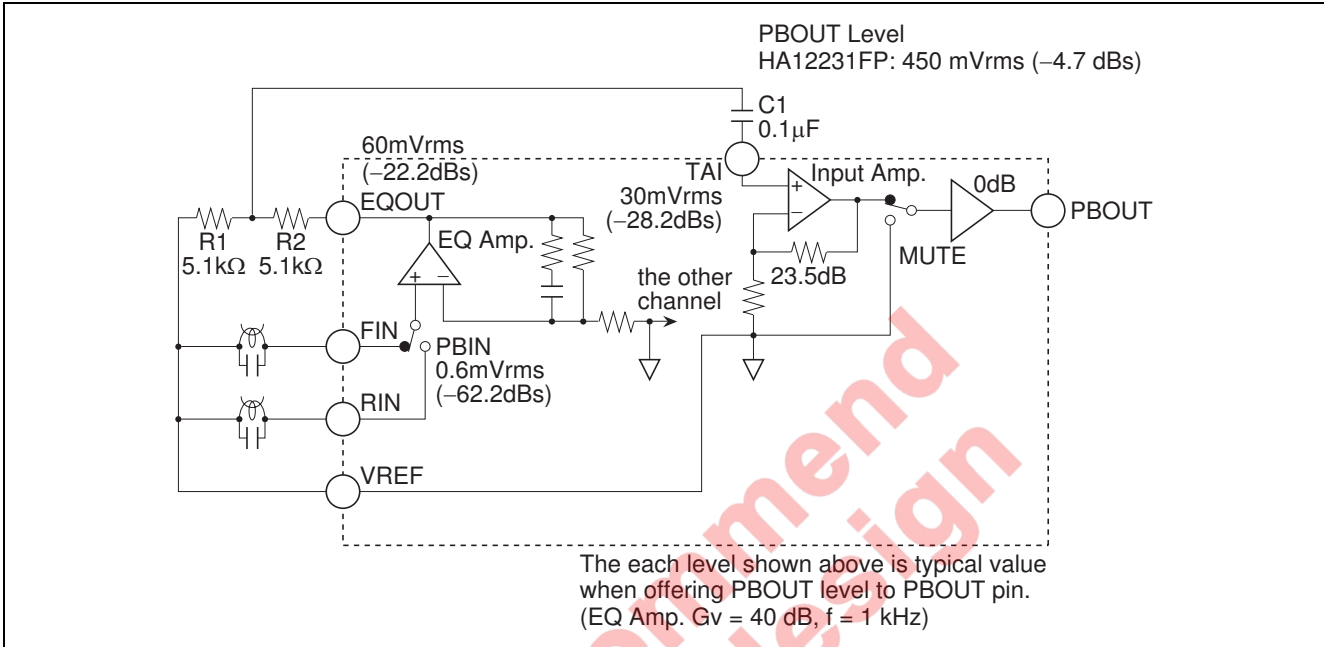 PBOUT Level
HA12231FP: 450 mVrms (−4.7 dBs)
C1
0.1μF
60mVrms
(−22.2dBs)
TAI
Input Amp.
0dB
30mVrms
(−28.2dBs)
EQOUT
+
−
PBOUT
R1
5.1kΩ
R2
5.1kΩ
EQ Amp.
MUTE
+ −
23.5dB
the other
channel
FIN
PBIN
0.6mVrms
(−62.2dBs)
RIN
VREF
The each level shown above is typical value
when offering PBOUT level to PBOUT pin.
(EQ Amp. Gv = 40 dB, f = 1 kHz)
ommend
design